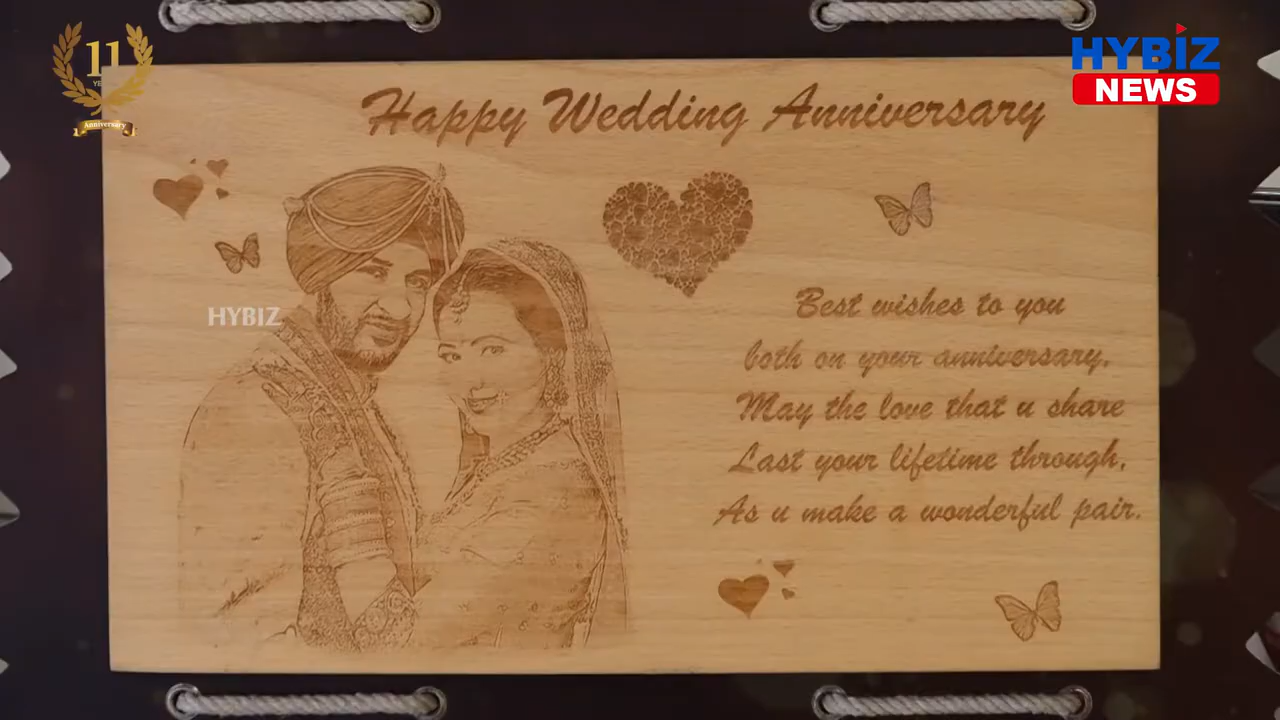 11
YE
Anniversary
HYBIZ
NEWS
Happy Wedding Anniversary
HYBIZ
Best wishes to you
both on your anniversary,
May the love that u share
Last your lifetime through,
As u make a wonderful pair.